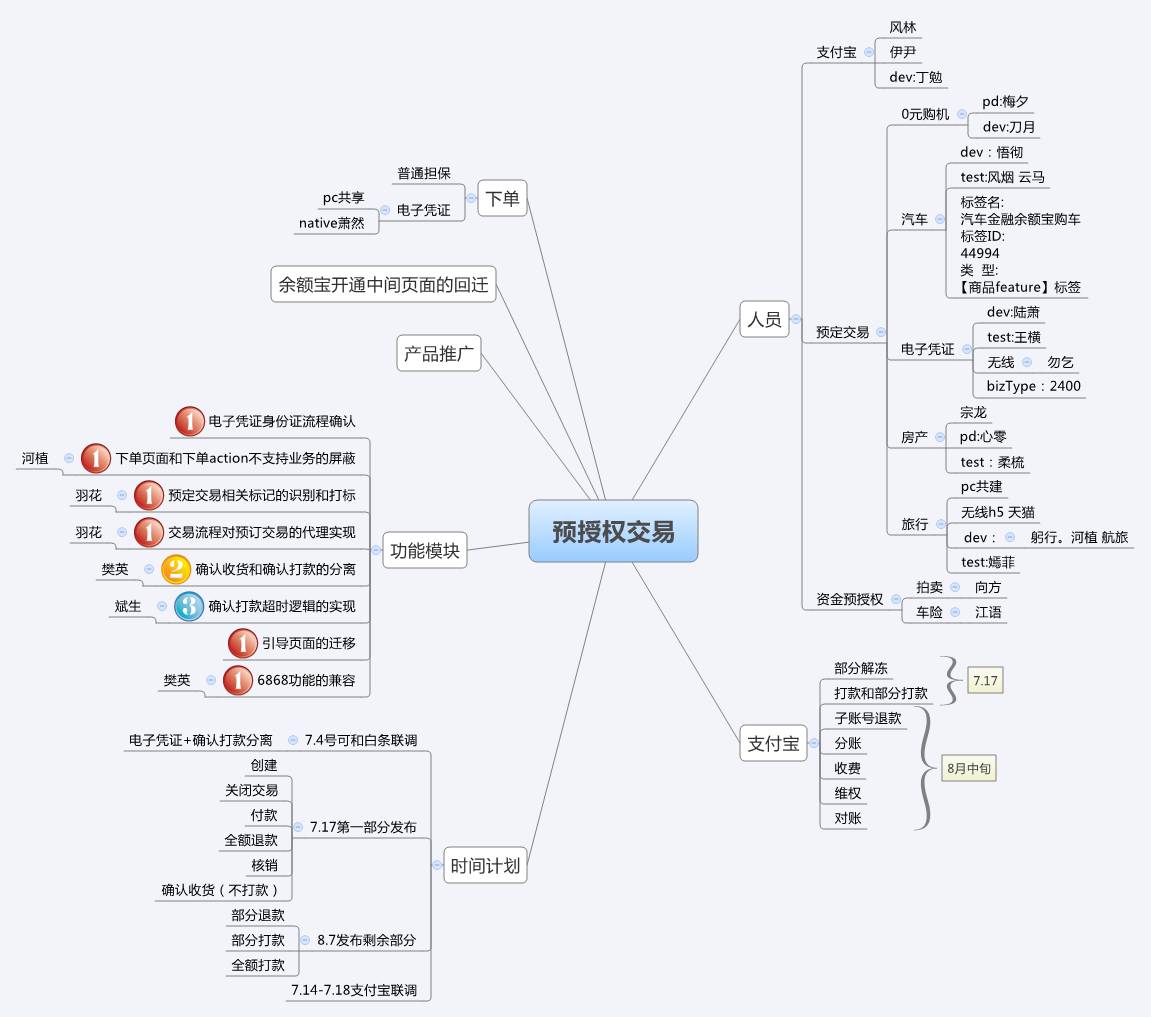 预授权交易
人员
支付宝
风林
伊尹
dev:丁勉
预定交易
0元购机
pd:梅夕
dev:刀月
汽车
dev：悟彻
test:风烟 云马
标签名:
汽车金融余额宝购车
标签ID:
44994
类 型:
【商品feature】标签
电子凭证
dev:陆萧
test:王横
无线
勿乞
bizType：2400
房产
宗龙
pd:心零
test：柔梳
旅行
pc共建
无线h5 天猫
dev：
躬行。河植 航旅
test:嫣菲
资金预授权
拍卖
向方
车险
江语
支付宝
部分解冻
打款和部分打款
7.17
子账号退款
分账
收费
维权
对账
8月中旬
下单
普通担保
电子凭证
pc共享
native萧然
余额宝开通中间页面的回迁
产品推广
功能模块
1 电子凭证身份证流程确认
1 下单页面和下单action不支持业务的屏蔽
河植
1 预定交易相关标记的识别和打标
羽花
1 交易流程对预订交易的代理实现
羽花
2 确认收货和确认打款的分离
樊英
3 确认打款超时逻辑的实现
斌生
1 引导页面的迁移
1 6868功能的兼容
樊英
时间计划
7.4号可和白条联调
电子凭证+确认打款分离
7.17第一部分发布
创建
关闭交易
付款
全额退款
核销
确认收货（不打款）
8.7发布剩余部分
部分退款
部分打款
全额打款
7.14-7.18支付宝联调